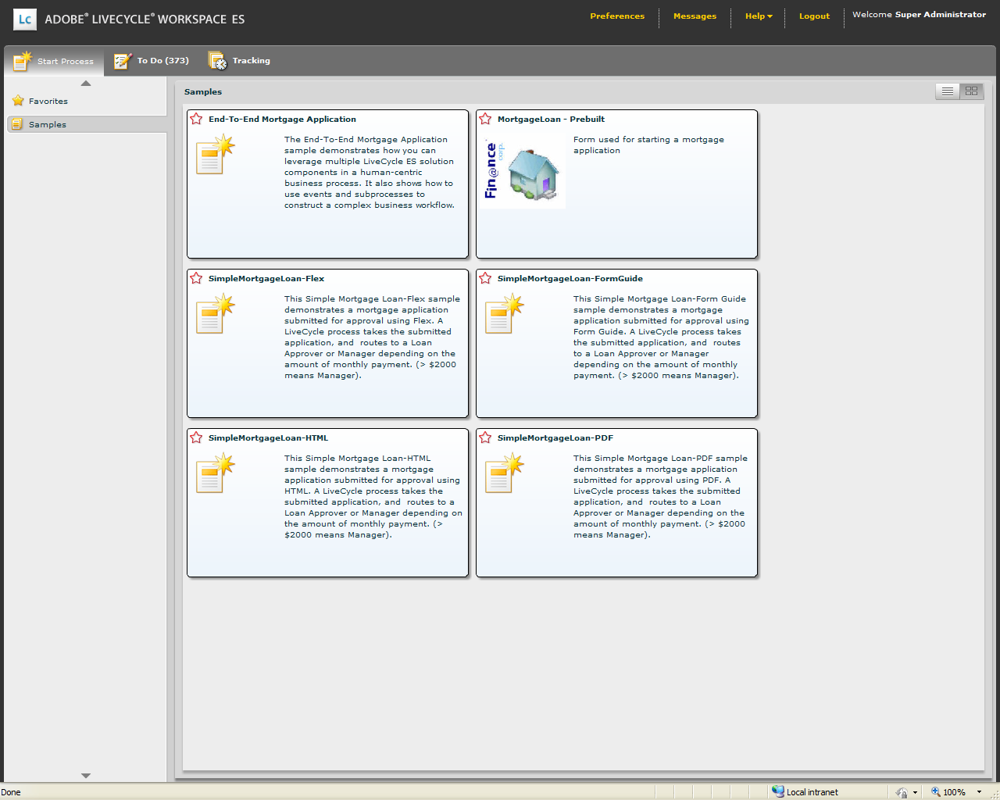 Lc ADOBE® LIVECYCLE® WORKSPACE ES
Preferences Messages Help Logout Welcome Super Administrator
Start Process To Do (373) Tracking
Favorites
Samples
Samples
End-To-End Mortgage Application
The End-To-End Mortgage Application
sample demonstrates how you can
leverage multiple LiveCycle ES solution
components in a human-centric
business process. It also shows how to
use events and subprocesses to
construct a complex business workflow.
MortgageLoan - Prebuilt
Fin@nce
corp.
Form used for starting a mortgage
application
SimpleMortgageLoan-Flex
This Simple Mortgage Loan-Flex sample
demonstrates a mortgage application
submitted for approval using Flex. A
LiveCycle process takes the submitted
application, and  routes to a Loan
Approver or Manager depending on the
amount of monthly payment. (> $2000
means Manager).
SimpleMortgageLoan-FormGuide
This Simple Mortgage Loan-Form Guide
sample demonstrates a mortgage
application submitted for approval using
Form Guide. A LiveCycle process takes
the submitted application, and  routes
to a Loan Approver or Manager
depending on the amount of monthly
payment. (> $2000 means Manager).
SimpleMortgageLoan-HTML
This Simple Mortgage Loan-HTML
sample demonstrates a mortgage
application submitted for approval using
HTML. A LiveCycle process takes the
submitted application, and  routes to a
Loan Approver or Manager depending on
the amount of monthly payment. (>
$2000 means Manager).
SimpleMortgageLoan-PDF
This Simple Mortgage Loan-PDF sample
demonstrates a mortgage application
submitted for approval using PDF. A
LiveCycle process takes the submitted
application, and  routes to a Loan
Approver or Manager depending on the
amount of monthly payment. (> $2000
means Manager).
Done Local intranet 100%